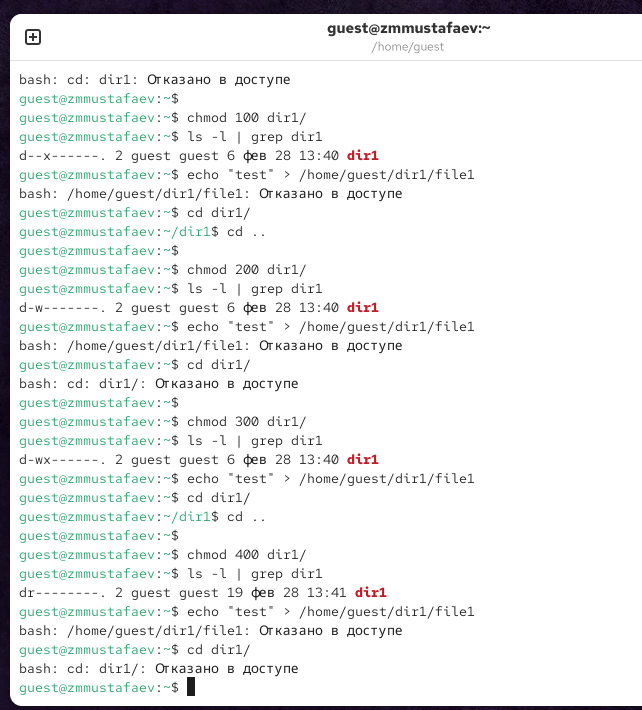 guest@zmmustafaev:~
/home/guest
bash: cd: dir1: Отказано в доступе
guest@zmmustafaev:~$
guest@zmmustafaev:~$ chmod 100 dir1/
guest@zmmustafaev:~$ ls -l | grep dir1
d--x------. 2 guest guest 6 фев 28 13:40 dir1
guest@zmmustafaev:~$ echo "test" > /home/guest/dir1/file1
bash: /home/guest/dir1/file1: Отказано в доступе
guest@zmmustafaev:~$ cd dir1/
guest@zmmustafaev:~/dir1$ cd ..
guest@zmmustafaev:~$
guest@zmmustafaev:~$ chmod 200 dir1/
guest@zmmustafaev:~$ ls -l | grep dir1
d-w-------. 2 guest guest 6 фев 28 13:40 dir1
guest@zmmustafaev:~$ echo "test" > /home/guest/dir1/file1
bash: /home/guest/dir1/file1: Отказано в доступе
guest@zmmustafaev:~$ cd dir1/
bash: cd: dir1/: Отказано в доступе
guest@zmmustafaev:~$
guest@zmmustafaev:~$ chmod 300 dir1/
guest@zmmustafaev:~$ ls -l | grep dir1
d-wx------. 2 guest guest 6 фев 28 13:40 dir1
guest@zmmustafaev:~$ echo "test" > /home/guest/dir1/file1
guest@zmmustafaev:~$ cd dir1/
guest@zmmustafaev:~/dir1$ cd ..
guest@zmmustafaev:~$
guest@zmmustafaev:~$ chmod 400 dir1/
guest@zmmustafaev:~$ ls -l | grep dir1
dr--------. 2 guest guest 19 фев 28 13:41 dir1
guest@zmmustafaev:~$ echo "test" > /home/guest/dir1/file1
bash: /home/guest/dir1/file1: Отказано в доступе
guest@zmmustafaev:~$ cd dir1/
bash: cd: dir1/: Отказано в доступе
guest@zmmustafaev:~$